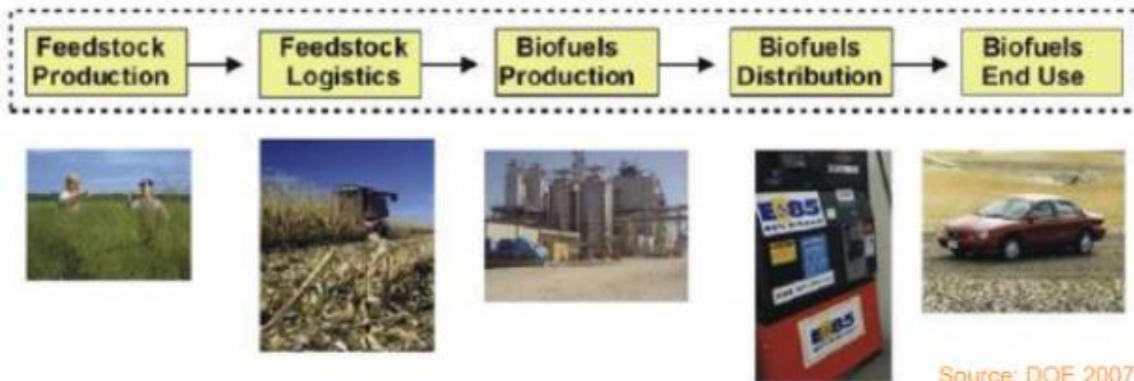 Feedstock
Production
Feedstock
Logistics
Biofuels
Production
Biofuels
Distribution
Biofuels
End Use
E85
E85
Source: DOE 2007